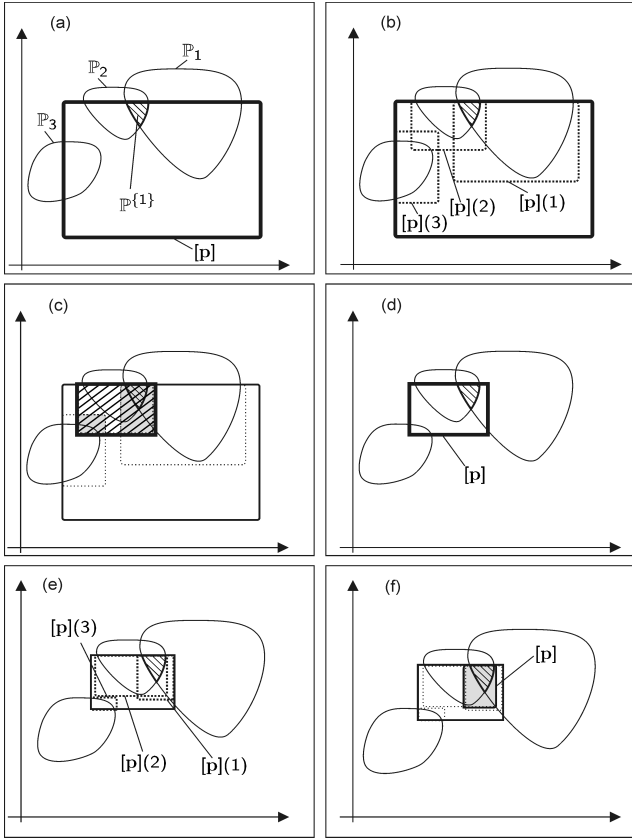 (a)
ℙ₁
ℙ₂
ℙ₃
ℙ{1}
[p]
(b)
[p](1)
[p](2)
[p](3)
(c)
(d)
[p]
(e)
[p](3)
[p](2)
[p](1)
(f)
[p]